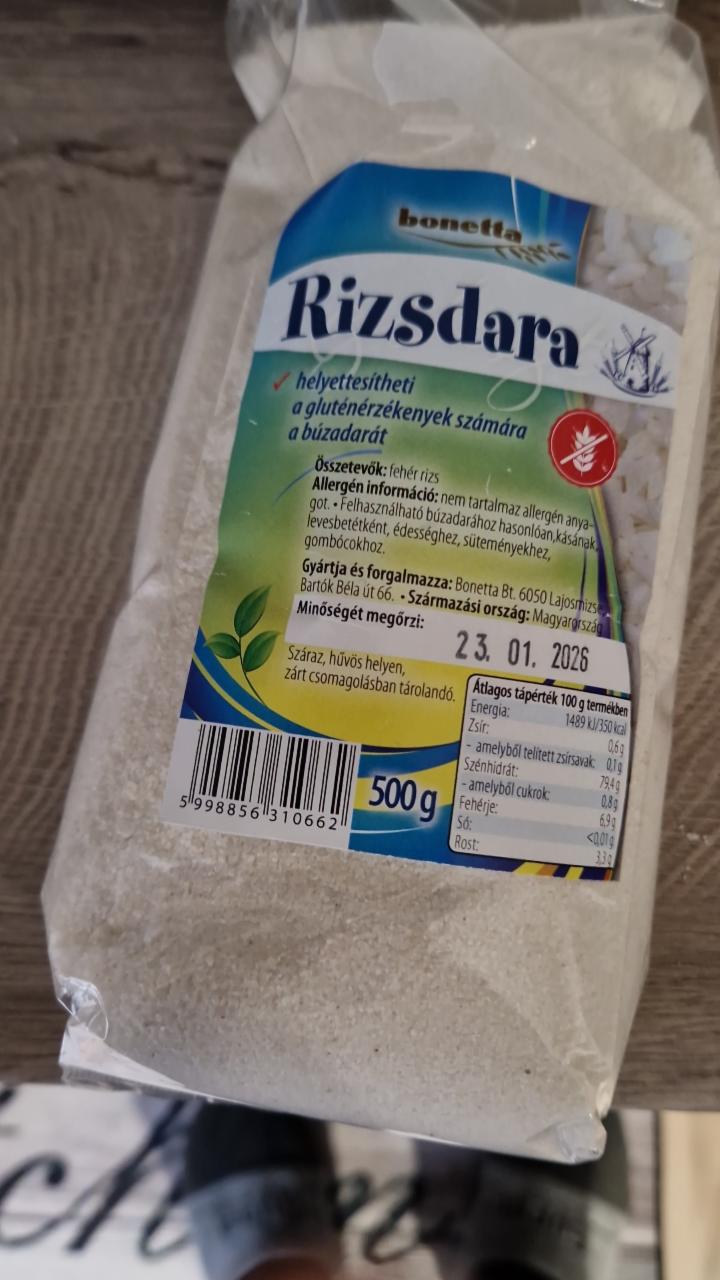 bonetta
Rizsdara
helyettesítheti
a gluténérzékenyek számára
a búzadarát
Összetevők: fehér rizs
Allergén információ: nem tartalmaz allergén anya-
got. • Felhasználható búzadarához hasonlóan, kásának,
levesbetétként, édességhez, süteményekhez,
gombócokhoz.
Gyártja és forgalmazza: Bonetta Bt. 6050 Lajosmizse,
Bartók Béla út 66. • Származási ország: Magyarország
Minőségét megőrzi:
23. 01. 2026
Száraz, hűvös helyen,
zárt csomagolásban tárolandó.
Átlagos tápérték 100 g termékben
Energia: 1489 kJ/350 kcal
Zsír: 0,6 g
- amelyből telített zsírsavak: 0,1 g
Szénhidrát: 79,4 g
- amelyből cukrok: 0,8 g
Fehérje: 6,9 g
Só: <0,01 g
Rost: 3,3 g
5 998856 310662
500 g